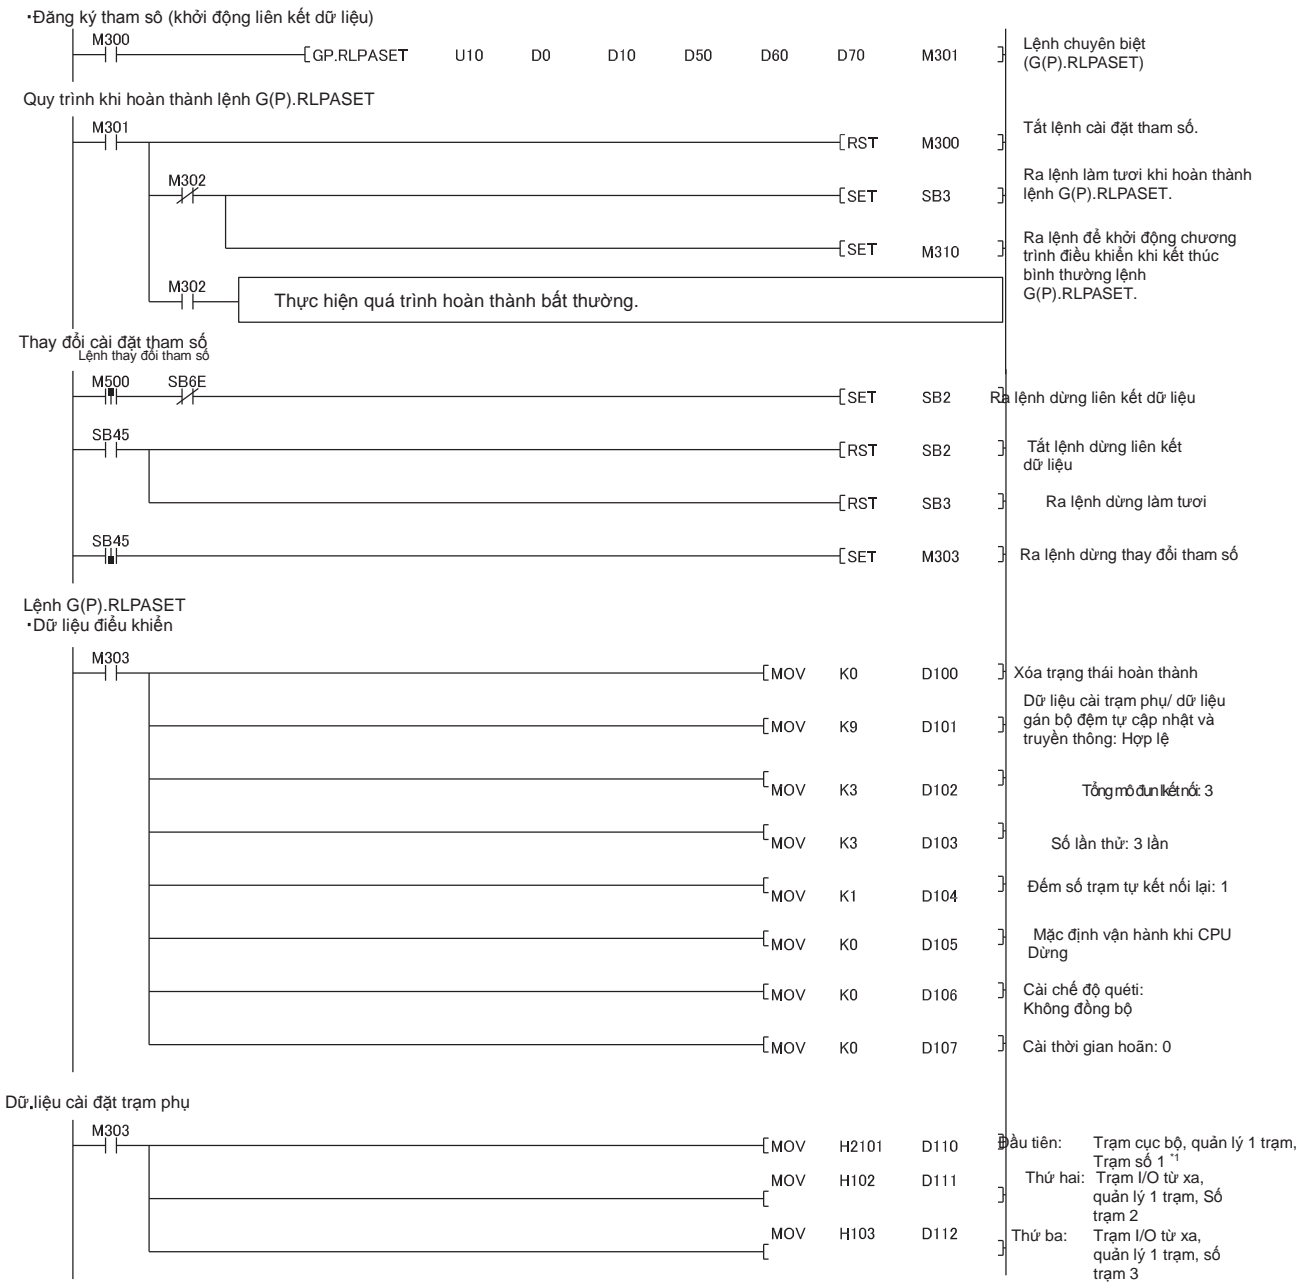 ・Đăng ký tham sô (khởi động liên kết dữ liệu)
M300
GP.RLPASET U10 D0 D10 D50 D60 D70 M301
Lệnh chuyên biệt
(G(P).RLPASET)
Quy trình khi hoàn thành lệnh G(P).RLPASET
M301
RST M300
Tắt lệnh cài đặt tham số.
M302
SET SB3
Ra lệnh làm tươi khi hoàn thành
lệnh G(P).RLPASET.
SET M310
Ra lệnh để khởi động chương
trình điều khiển khi kết thúc
bình thường lệnh
G(P).RLPASET.
M302
Thực hiện quá trình hoàn thành bất thường.
Thay đổi cài đặt tham số
Lệnh thay đổi tham số
M500 SB6E
SET SB2
Ra lệnh dừng liên kết dữ liệu
SB45
RST SB2
Tắt lệnh dừng liên kết
dữ liệu
RST SB3
Ra lệnh dừng làm tươi
SB45
SET M303
Ra lệnh dừng thay đổi tham số
Lệnh G(P).RLPASET
・Dữ liệu điểu khiển
M303
MOV K0 D100
Xóa trạng thái hoàn thành
MOV K9 D101
Dữ liệu cài trạm phụ/ dữ liệu
gán bộ đệm tự cập nhật và
truyền thông: Hợp lệ
MOV K3 D102
Tổng mô đun kết nối: 3
MOV K3 D103
Số lần thử: 3 lần
MOV K1 D104
Đếm số trạm tự kết nối lại: 1
MOV K0 D105
Mặc định vận hành khi CPU
Dừng
MOV K0 D106
Cài chế độ quéti:
Không đồng bộ
MOV K0 D107
Cài thời gian hoãn: 0
Dữ.liệu cài đặt trạm phụ
M303
MOV H2101 D110
Đầu tiên: Trạm cục bộ, quản lý 1 trạm,
Trạm số 1 *1
MOV H102 D111
Thứ hai: Trạm I/O từ xa,
quản lý 1 trạm, Số
trạm 2
MOV H103 D112
Thứ ba: Trạm I/O từ xa,
quản lý 1 trạm, số
trạm 3